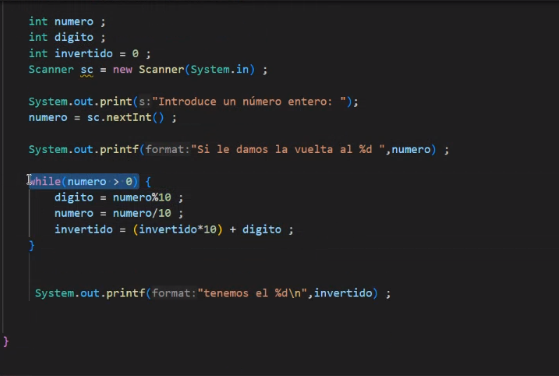 int numero ;
int digito ;
int invertido = 0 ;
Scanner sc = new Scanner(System.in) ;
System.out.print(s:"Introduce un número entero: ");
numero = sc.nextInt() ;
System.out.printf(format:"Si le damos la vuelta al %d ",numero) ;
while(numero > 0) {
digito = numero%10 ;
numero = numero/10 ;
invertido = (invertido*10) + digito ;
}
System.out.printf(format:"tenemos el %d\n",invertido) ;
}